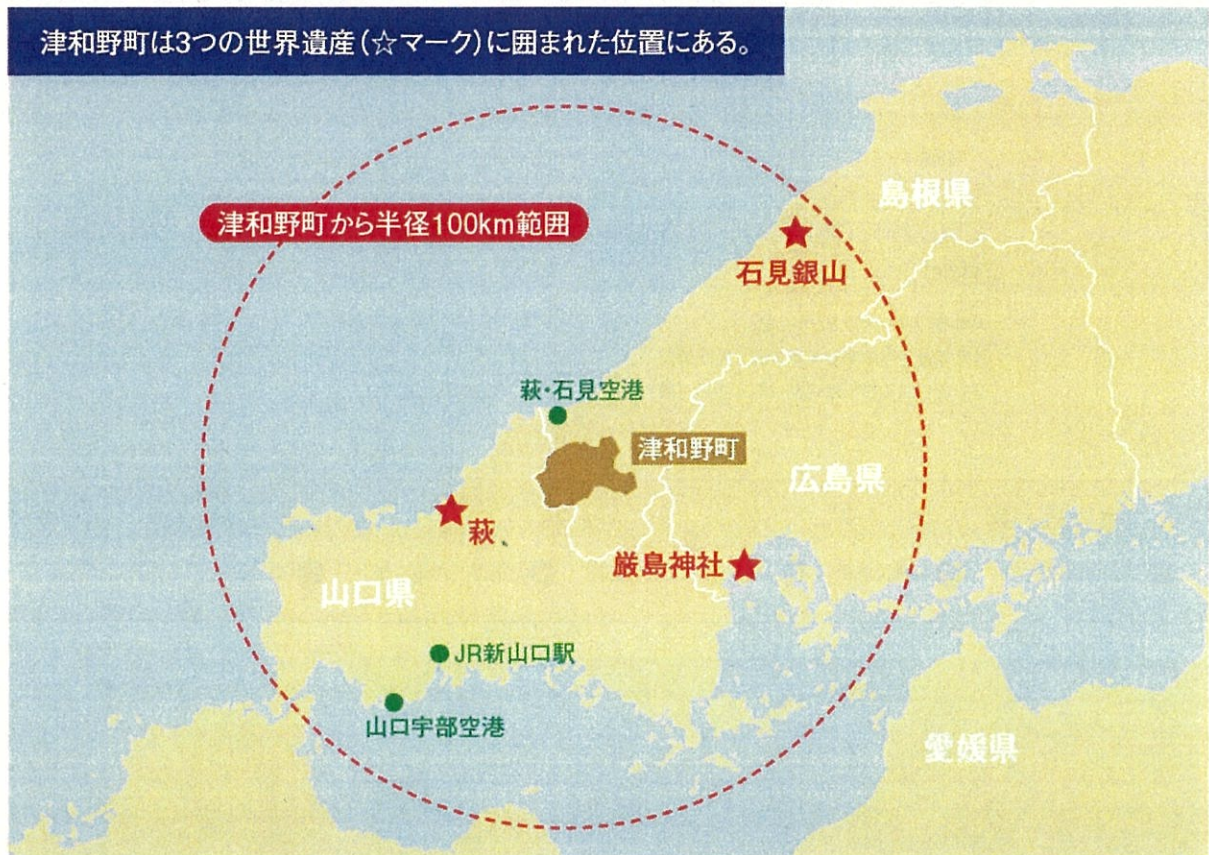 津和野町は3つの世界遺産(☆マーク)に囲まれた位置にある。
津和野町から半径100km範囲
島根県
石見銀山
萩・石見空港
津和野町
広島県
萩
厳島神社
山口県
JR新山口駅
山口宇部空港
愛媛県